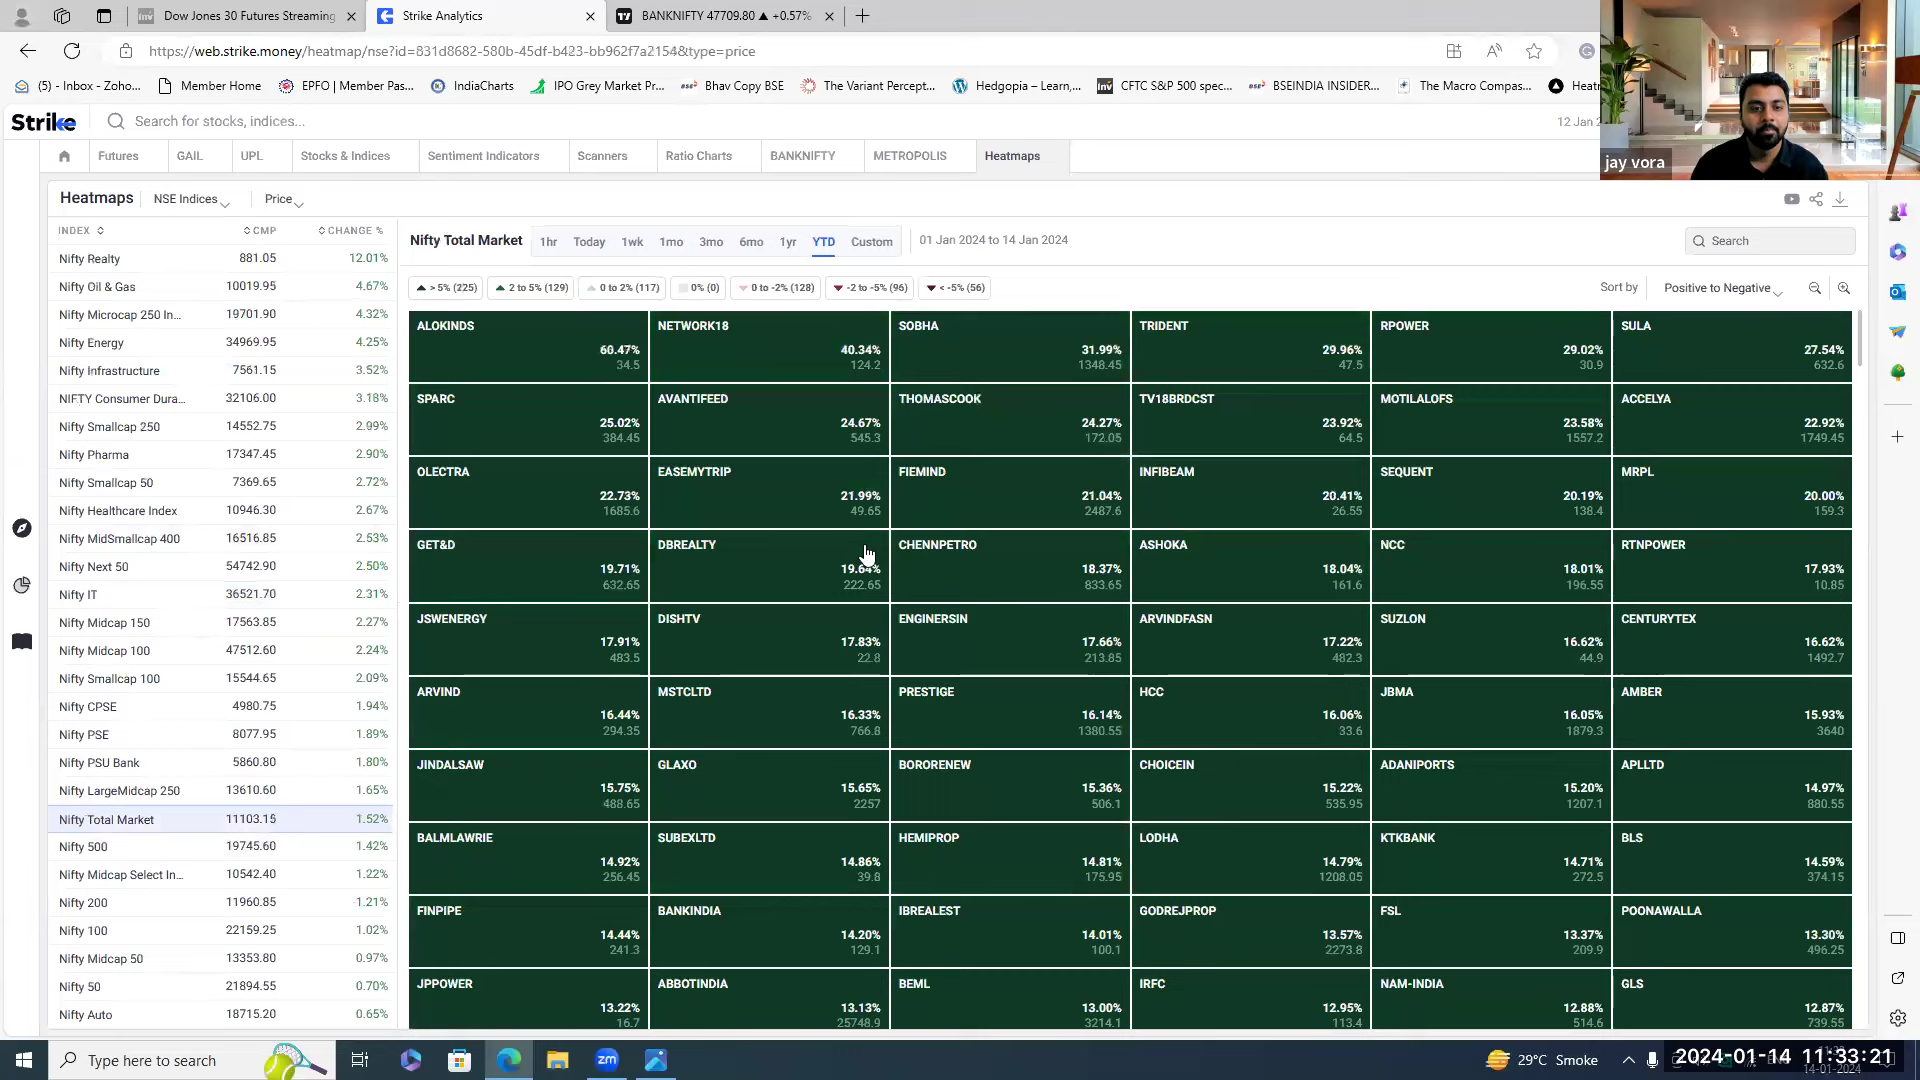 Dow Jones 30 Futures Streaming
Strike Analytics
BANKNIFTY 47709.80 ▲ +0.57%
https://web.strike.money/heatmap/nse?id=831d8682-580b-45df-b423-bb962f7a2154&type=price
(5) - Inbox - Zoho... Member Home EPFO | Member Pas... IndiaCharts IPO Grey Market Pr... Bhav Copy BSE The Variant Percept... Hedgopia – Learn,... CFTC S&P 500 spec... BSEINDIA INSIDER... The Macro Compas... Heatm
jay vora
Strike Search for stocks, indices... 12 Jan 2
Futures GAIL UPL Stocks & Indices Sentiment Indicators Scanners Ratio Charts BANKNIFTY METROPOLIS Heatmaps
Heatmaps NSE Indices Price
INDEX CMP CHANGE %
Nifty Realty 881.05 12.01%
Nifty Oil & Gas 10019.95 4.67%
Nifty Microcap 250 In... 19701.90 4.32%
Nifty Energy 34969.95 4.25%
Nifty Infrastructure 7561.15 3.52%
NIFTY Consumer Dura... 32106.00 3.18%
Nifty Smallcap 250 14552.75 2.99%
Nifty Pharma 17347.45 2.90%
Nifty Smallcap 50 7369.65 2.72%
Nifty Healthcare Index 10946.30 2.67%
Nifty MidSmallcap 400 16516.85 2.53%
Nifty Next 50 54742.90 2.50%
Nifty IT 36521.70 2.31%
Nifty Midcap 150 17563.85 2.27%
Nifty Midcap 100 47512.60 2.24%
Nifty Smallcap 100 15544.65 2.09%
Nifty CPSE 4980.75 1.94%
Nifty PSE 8077.95 1.89%
Nifty PSU Bank 5860.80 1.80%
Nifty LargeMidcap 250 13610.60 1.65%
Nifty Total Market 11103.15 1.52%
Nifty 500 19745.60 1.42%
Nifty Midcap Select In... 10542.40 1.22%
Nifty 200 11960.85 -1.21%
Nifty 100 22159.25 1.02%
Nifty Midcap 50 13353.80 0.97%
Nifty 50 21894.55 0.70%
Nifty Auto 18715.20 0.65%
Nifty Total Market 1hr Today 1wk 1mo 3mo 6mo 1yr YTD Custom 01 Jan 2024 to 14 Jan 2024 Search
> 5% (225) 2 to 5% (129) 0 to 2% (117) 0% (0) 0 to -2% (128) -2 to -5% (96) < -5% (56) Sort by Positive to Negative
ALOKINDS NETWORK18 SOBHA TRIDENT RPOWER SULA
60.47% 40.34% 31.99% 29.96% 29.02% 27.54%
34.5 124.2 1348.45 47.5 30.9 632.6
SPARC AVANTIFEED THOMASCOOK TV18BRDCST MOTILALOFS ACCELYA
25.02% 24.67% 24.27% 23.92% 23.58% 22.92%
384.45 545.3 172.05 64.5 1557.2 1749.45
OLECTRA EASEMYTRIP FIEMIND INFIBEAM SEQUENT MRPL
22.73% 21.99% 21.04% 20.41% 20.19% 20.00%
1685.6 49.65 2487.6 26.55 138.4 159.3
GET&D DBREALTY CHENNPETRO ASHOKA NCC RTNPOWER
19.71% 19.64% 18.37% 18.04% 18.01% 17.93%
632.65 222.65 833.65 161.6 196.55 10.85
JSWENERGY DISHTV ENGINERSIN ARVINDFASN SUZLON CENTURYTEX
17.91% 17.83% 17.66% 17.22% 16.62% 16.62%
483.5 22.8 213.85 482.3 44.9 1492.7
ARVIND MSTCLTD PRESTIGE HCC JBMA AMBER
16.44% 16.33% 16.14% 16.06% 16.05% 15.93%
294.35 766.8 1380.55 33.6 1879.3 3640
JINDALSAW GLAXO BORORENEW CHOICEIN ADANIPORTS APLLTD
15.75% 15.65% 15.36% 15.22% 15.20% 14.97%
488.65 2257 506.1 535.95 1207.1 880.55
BALMLAWRIE SUBEXLTD HEMIPROP LODHA KTKBANK BLS
14.92% 14.86% 14.81% 14.79% 14.71% 14.59%
256.45 39.8 175.95 1208.05 272.5 374.15
FINPIPE BANKINDIA IBREALEST GODREJPROP FSL POONAWALLA
14.44% 14.20% 14.01% 13.57% 13.37% 13.30%
241.3 129.1 100.1 2273.8 209.9 496.25
JPPOWER ABBOTINDIA BEML IRFC NAM-INDIA GLS
13.22% 13.13% 13.00% 12.95% 12.88% 12.87%
16.7 25748.9 3214.1 113.4 514.6 739.55
Type here to search 29°C Smoke 2024-01-14 11:33:21
14-01-2024